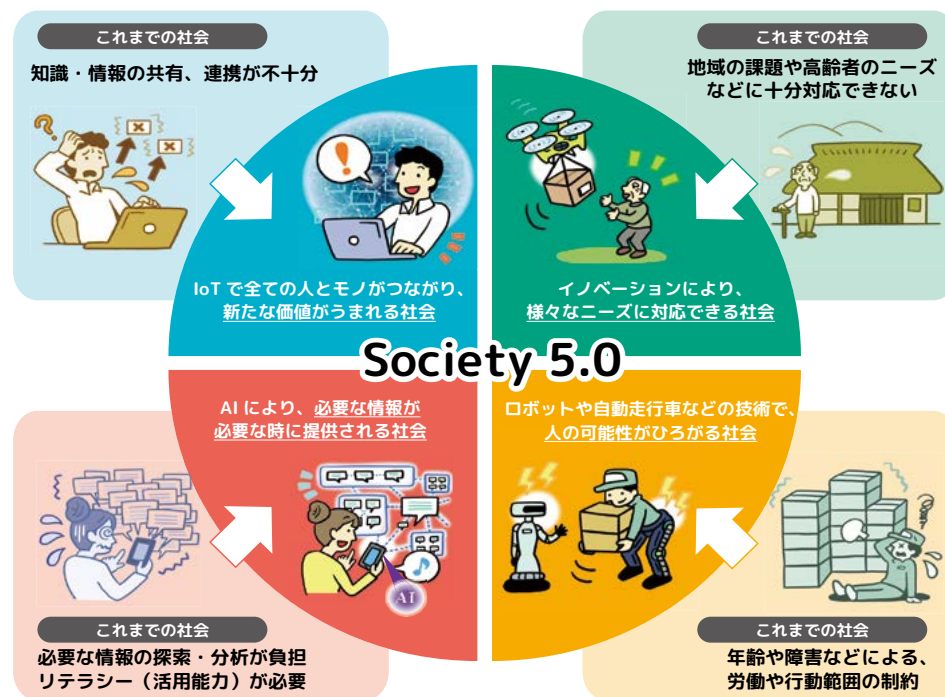 これまでの社会
知識・情報の共有、連携が不十分
これまでの社会
地域の課題や高齢者のニーズ
などに十分対応できない
IoT で全ての人とモノがつながり、
新たな価値がうまれる社会
イノベーションにより、
様々なニーズに対応できる社会
Society 5.0
AI により、必要な情報が
必要な時に提供される社会
ロボットや自動走行車などの技術で、
人の可能性がひろがる社会
AI
これまでの社会
必要な情報の探索・分析が負担
リテラシー（活用能力）が必要
これまでの社会
年齢や障害などによる、
労働や行動範囲の制約